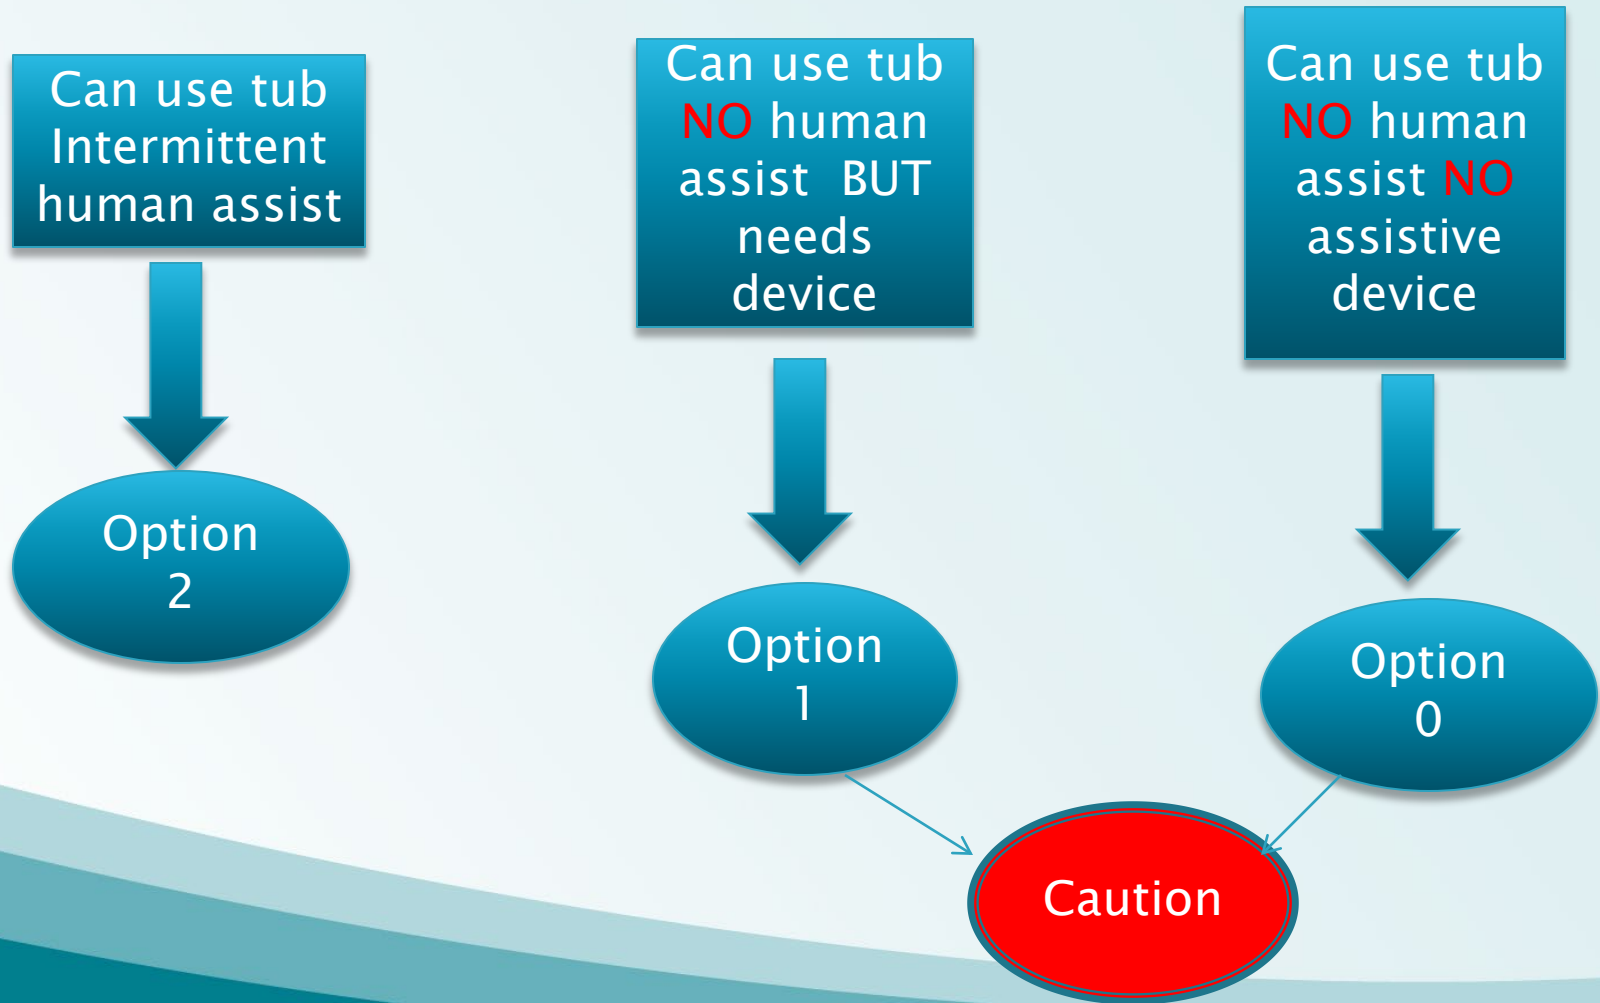 Can use tub
Intermittent
human assist
Can use tub
NO human
assist BUT
needs
device
Can use tub
NO human
assist NO
assistive
device
Option
2
Option
1
Option
0
Caution